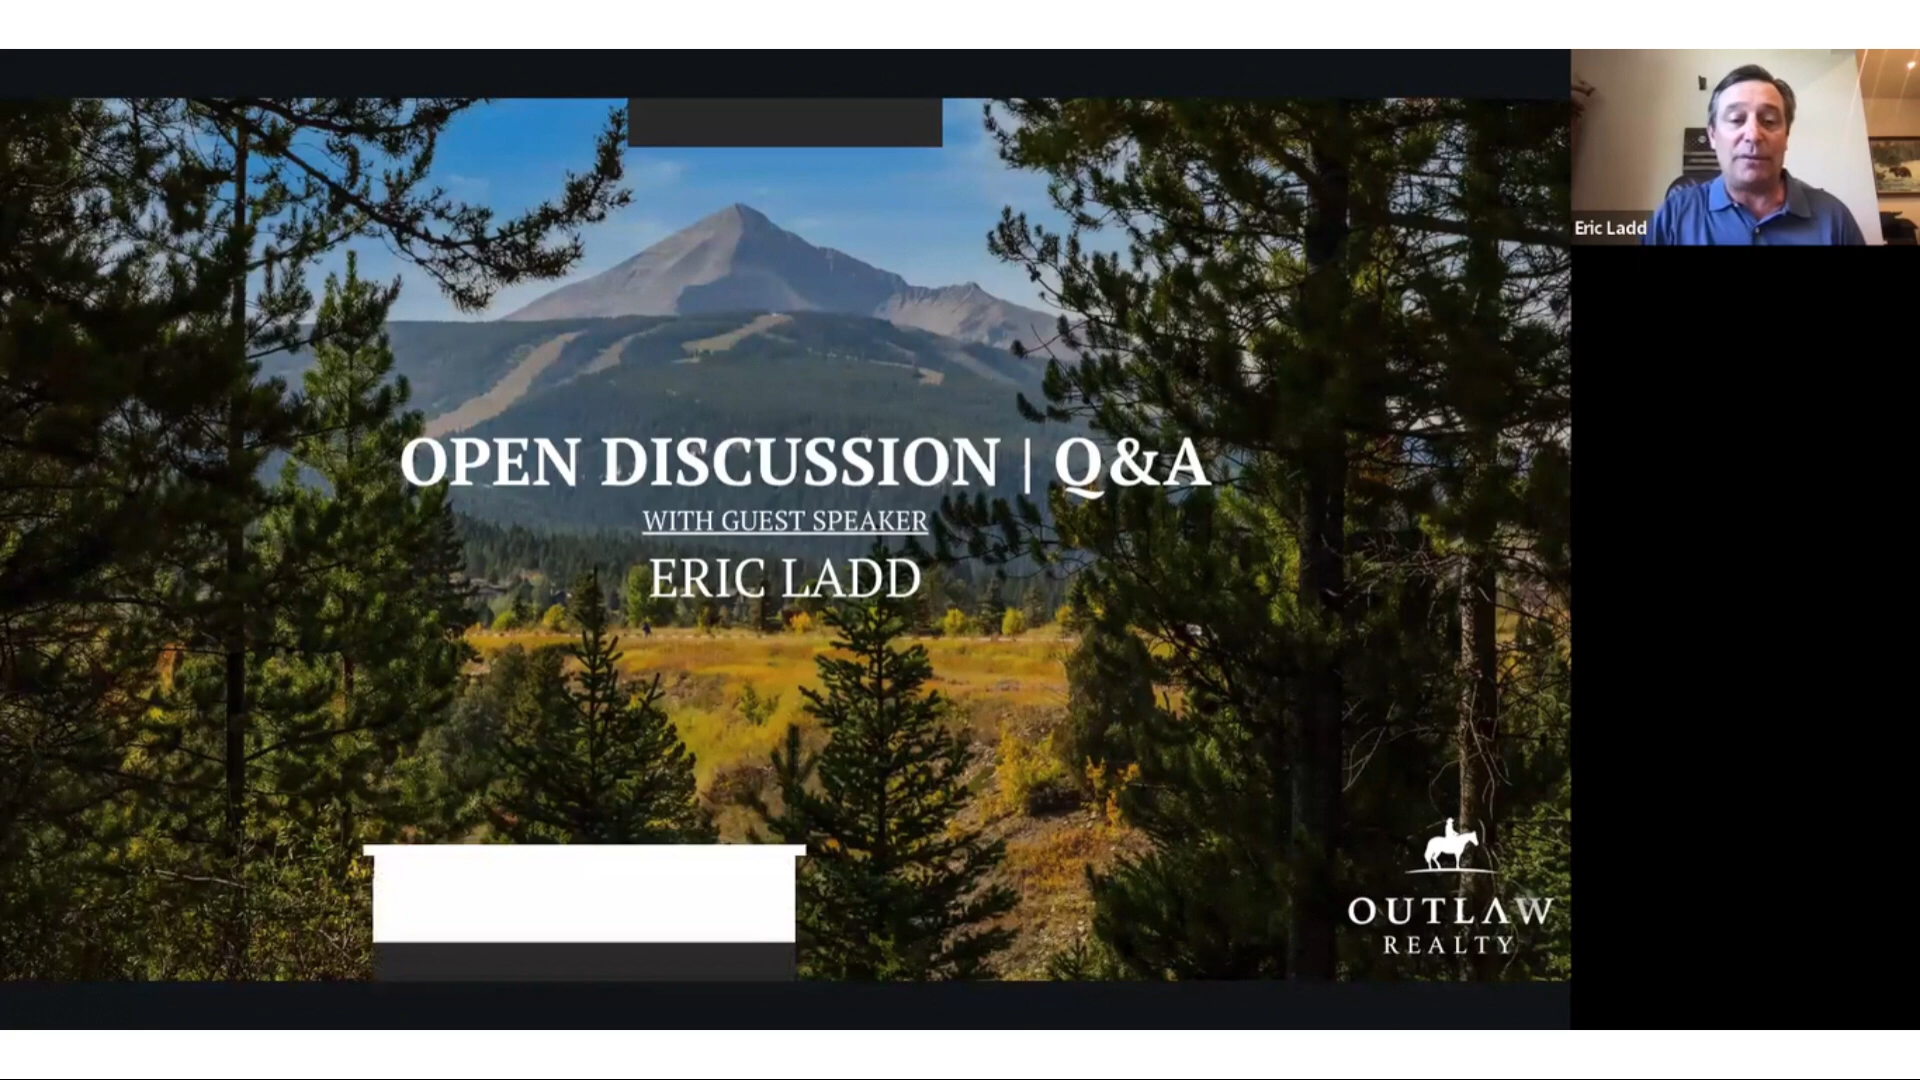 OPEN DISCUSSION | Q&A
WITH GUEST SPEAKER
ERIC LADD
Eric Ladd
OUTLAW
REALTY